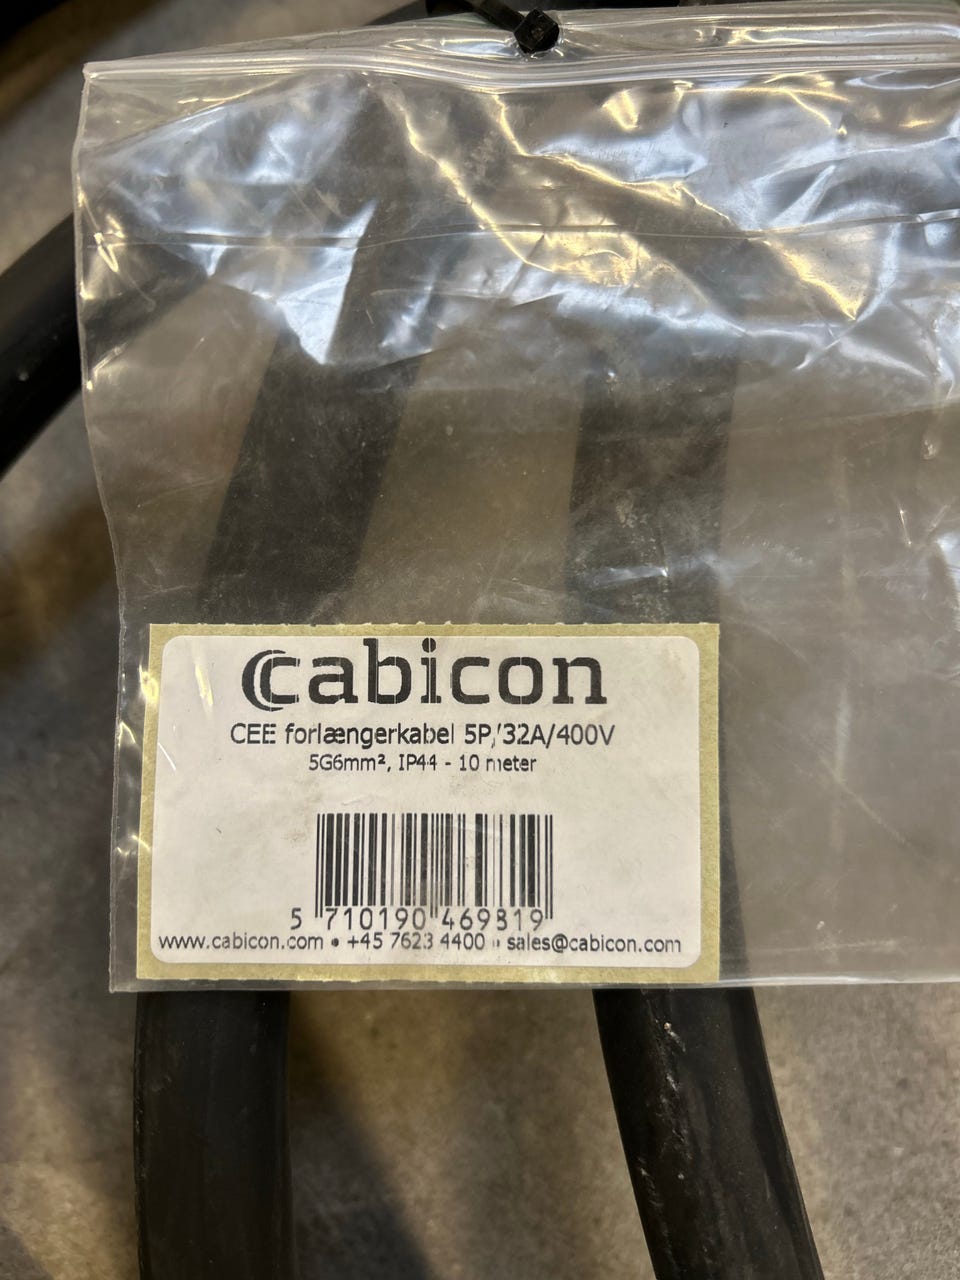 cabicon
CEE forlængerkabel 5P/32A/400V
5G6mm², IP44 - 10 meter
5 710190 469819
www.cabicon.com • +45 7623 4400 • sales@cabicon.com